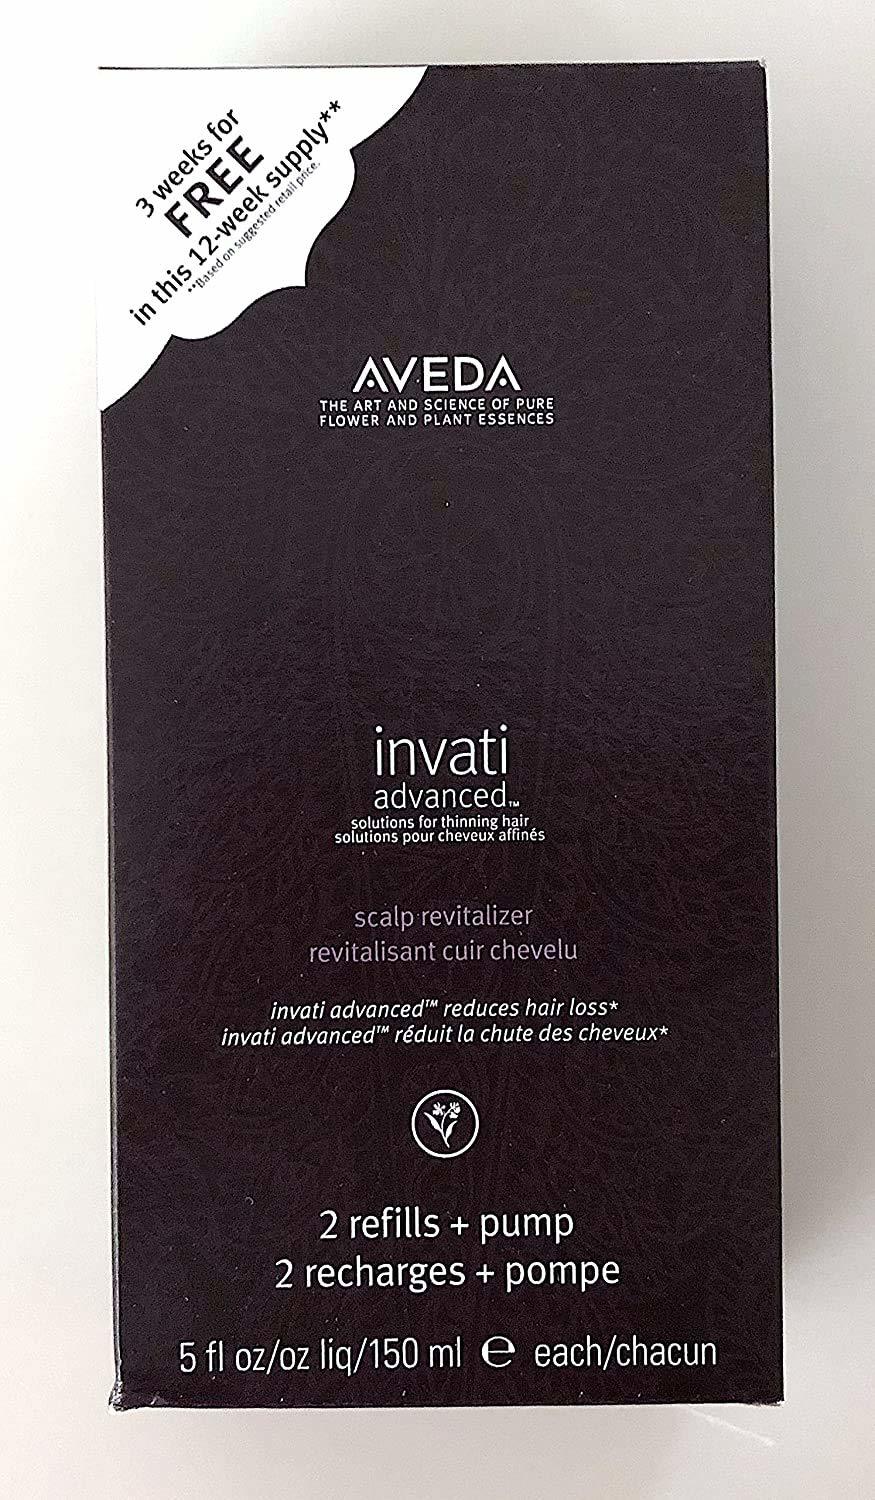 3 weeks for
FREE
in this 12-week supply**
**Based on suggested retail price.
AVEDA
THE ART AND SCIENCE OF PURE
FLOWER AND PLANT ESSENCES
invati
advanced™
solutions for thinning hair
solutions pour cheveux affinés
scalp revitalizer
revitalisant cuir chevelu
invati advanced™ reduces hair loss*
invati advanced™ réduit la chute des cheveux*
2 refills + pump
2 recharges + pompe
5 fl oz/oz liq/150 ml ℮ each/chacun